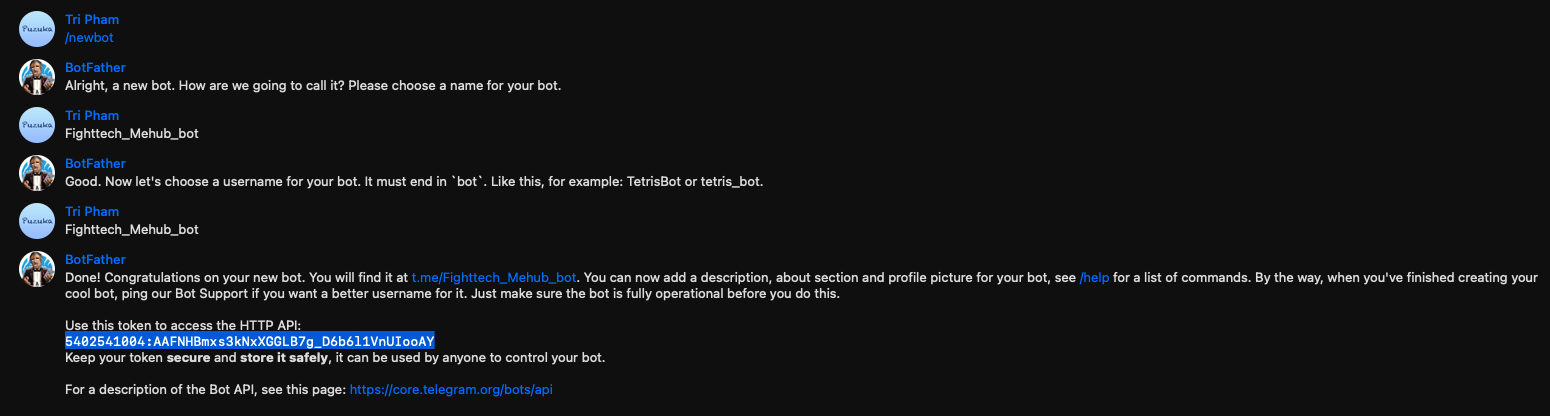 Puzuka
Tri Pham
/newbot
BotFather
Alright, a new bot. How are we going to call it? Please choose a name for your bot.
Puzuka
Tri Pham
Fighttech_Mehub_bot
BotFather
Good. Now let's choose a username for your bot. It must end in `bot`. Like this, for example: TetrisBot or tetris_bot.
Puzuka
Tri Pham
Fighttech_Mehub_bot
BotFather
Done! Congratulations on your new bot. You will find it at t.me/Fighttech_Mehub_bot. You can now add a description, about section and profile picture for your bot, see /help for a list of commands. By the way, when you've finished creating your
cool bot, ping our Bot Support if you want a better username for it. Just make sure the bot is fully operational before you do this.
Use this token to access the HTTP API:
5402541004:AAFNHBmxs3kNxXGGLB7g_D6b6l1VnUIooAY
Keep your token secure and store it safely, it can be used by anyone to control your bot.
For a description of the Bot API, see this page: https://core.telegram.org/bots/api